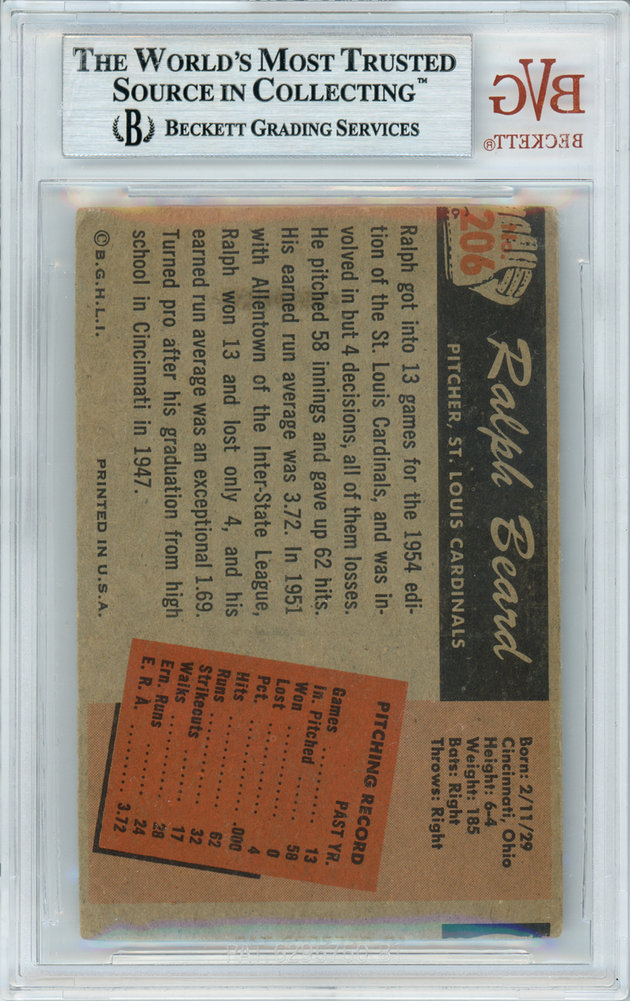 THE WORLD'S MOST TRUSTED
SOURCE IN COLLECTING™
B BECKETT GRADING SERVICES
BVG
BECKETT®
206
Ralph Beard
PITCHER, ST. LOUIS CARDINALS
Born: 2/11/29
Cincinnati, Ohio
Height: 6-4
Weight: 185
Bats: Right
Throws: Right
Ralph got into 13 games for the 1954 edi-
tion of the St. Louis Cardinals, and was in-
volved in but 4 decisions, all of them losses.
He pitched 58 innings and gave up 62 hits.
His earned run average was 3.72. In 1951
with Allentown of the Inter-State League,
Ralph won 13 and lost only 4, and his
earned run average was an exceptional 1.69.
Turned pro after his graduation from high
school in Cincinnati in 1947.
PITCHING RECORD
PAST YR.
Games ........ 13
In. Pitched ..... 58
Won ........ 0
Lost ........ 4
Pct. ........ .000
Hits ........ 62
Runs ........ 32
Strikeouts ..... 17
Walks ........ 28
Ern. Runs ..... 24
E. R. A. ........ 3.72
©B.G.H.L.I.
PRINTED IN U.S.A.